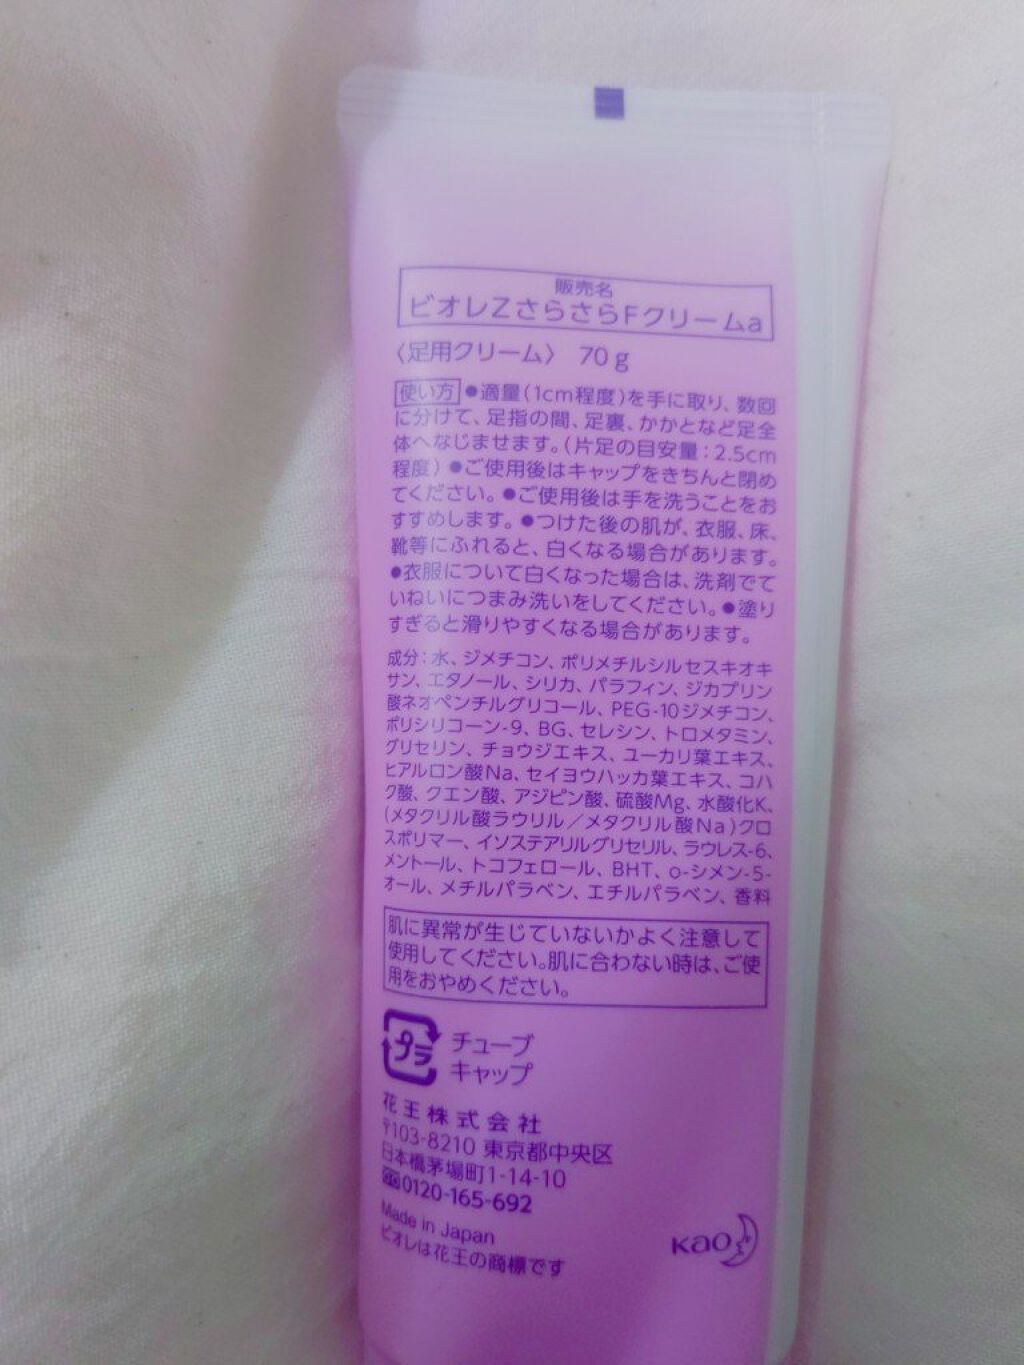 販売名
ビオレZさらさらFクリームa
〈足用クリーム〉 70g
使い方 ●適量(1cm程度)を手に取り、数回
に分けて、足指の間、足裏、かかとなど足全
体へなじませます。(片足の目安量:2.5cm
程度) ●ご使用後はキャップをきちんと閉め
てください。●ご使用後は手を洗うことをお
すすめします。●つけた後の肌が、衣服、床、
靴等にふれると、白くなる場合があります。
●衣服について白くなった場合は、洗剤でて
いねいにつまみ洗いをしてください。●塗り
すぎると滑りやすくなる場合があります。
成分:水、ジメチコン、ポリメチルシルセスキオキ
サン、エタノール、シリカ、パラフィン、ジカプリン
酸ネオペンチルグリコール、PEG-10ジメチコン、
ポリシリコーン-9、BG、セレシン、トロメタミン、
グリセリン、チョウジエキス、ユーカリ葉エキス、
ヒアルロン酸Na、セイヨウハッカ葉エキス、コハ
ク酸、クエン酸、アジピン酸、硫酸Mg、水酸化K、
(メタクリル酸ラウリル/メタクリル酸Na)クロ
スポリマー、イソステアリルグリセリル、ラウレス-6、
メントール、トコフェロール、BHT、o-シメン-5-
オール、メチルパラベン、エチルパラベン、香料
肌に異常が生じていないかよく注意して
使用してください。肌に合わない時は、ご使
用をおやめください。
プラ チューブ
キャップ
花王株式会社
〒103-8210 東京都中央区
日本橋茅場町1-14-10
0120-165-692
Made in Japan
ビオレは花王の商標です
Kao